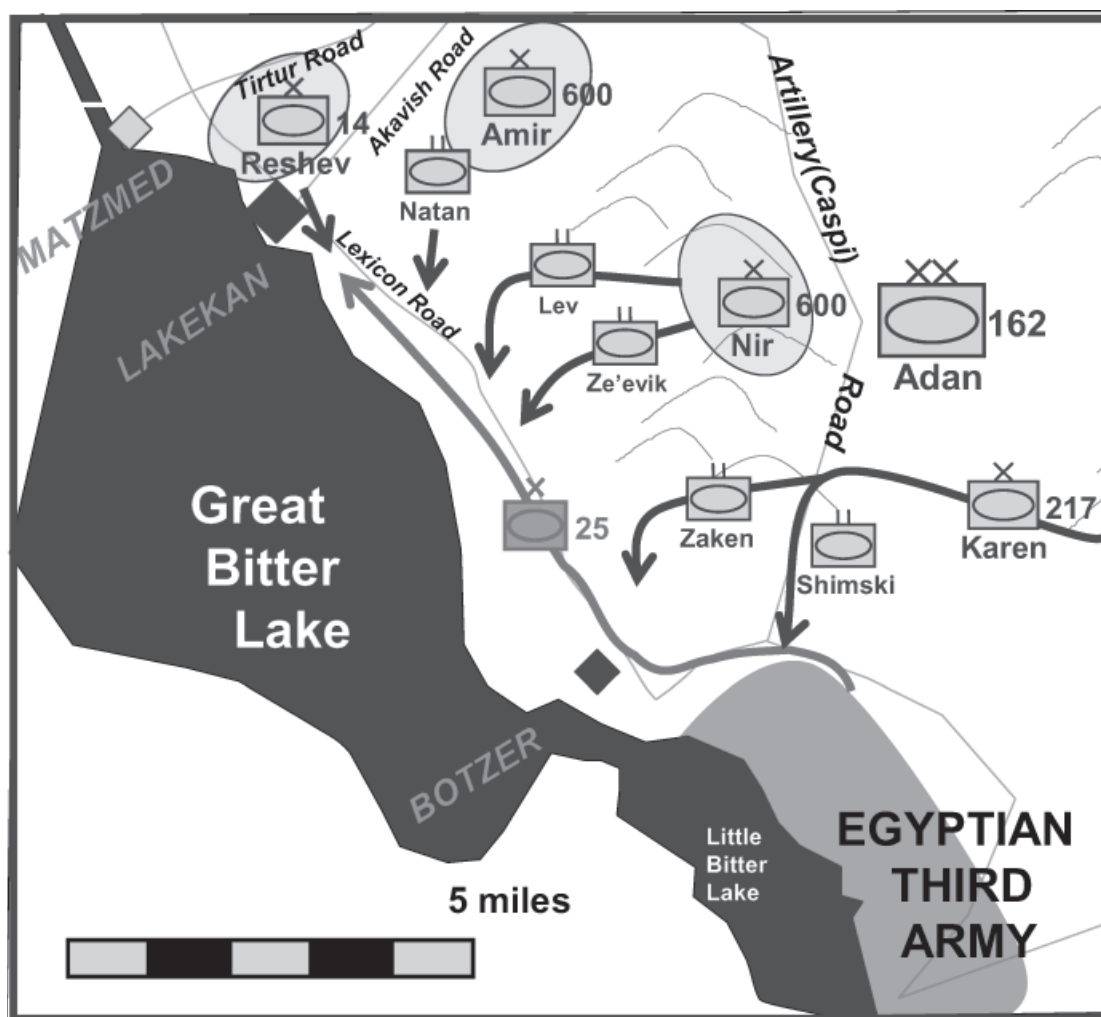 Tirtur Road
14
Reshev
Akavish Road
600
Amir
Natan
Artillery(Caspi)
Road
MATZMED
LAKEKAN
Lexicon Road
Lev
Ze'evik
600
Nir
162
Adan
Great
Bitter
Lake
25
Zaken
Shimski
217
Karen
BOTZER
Little
Bitter
Lake
EGYPTIAN
THIRD
ARMY
5 miles